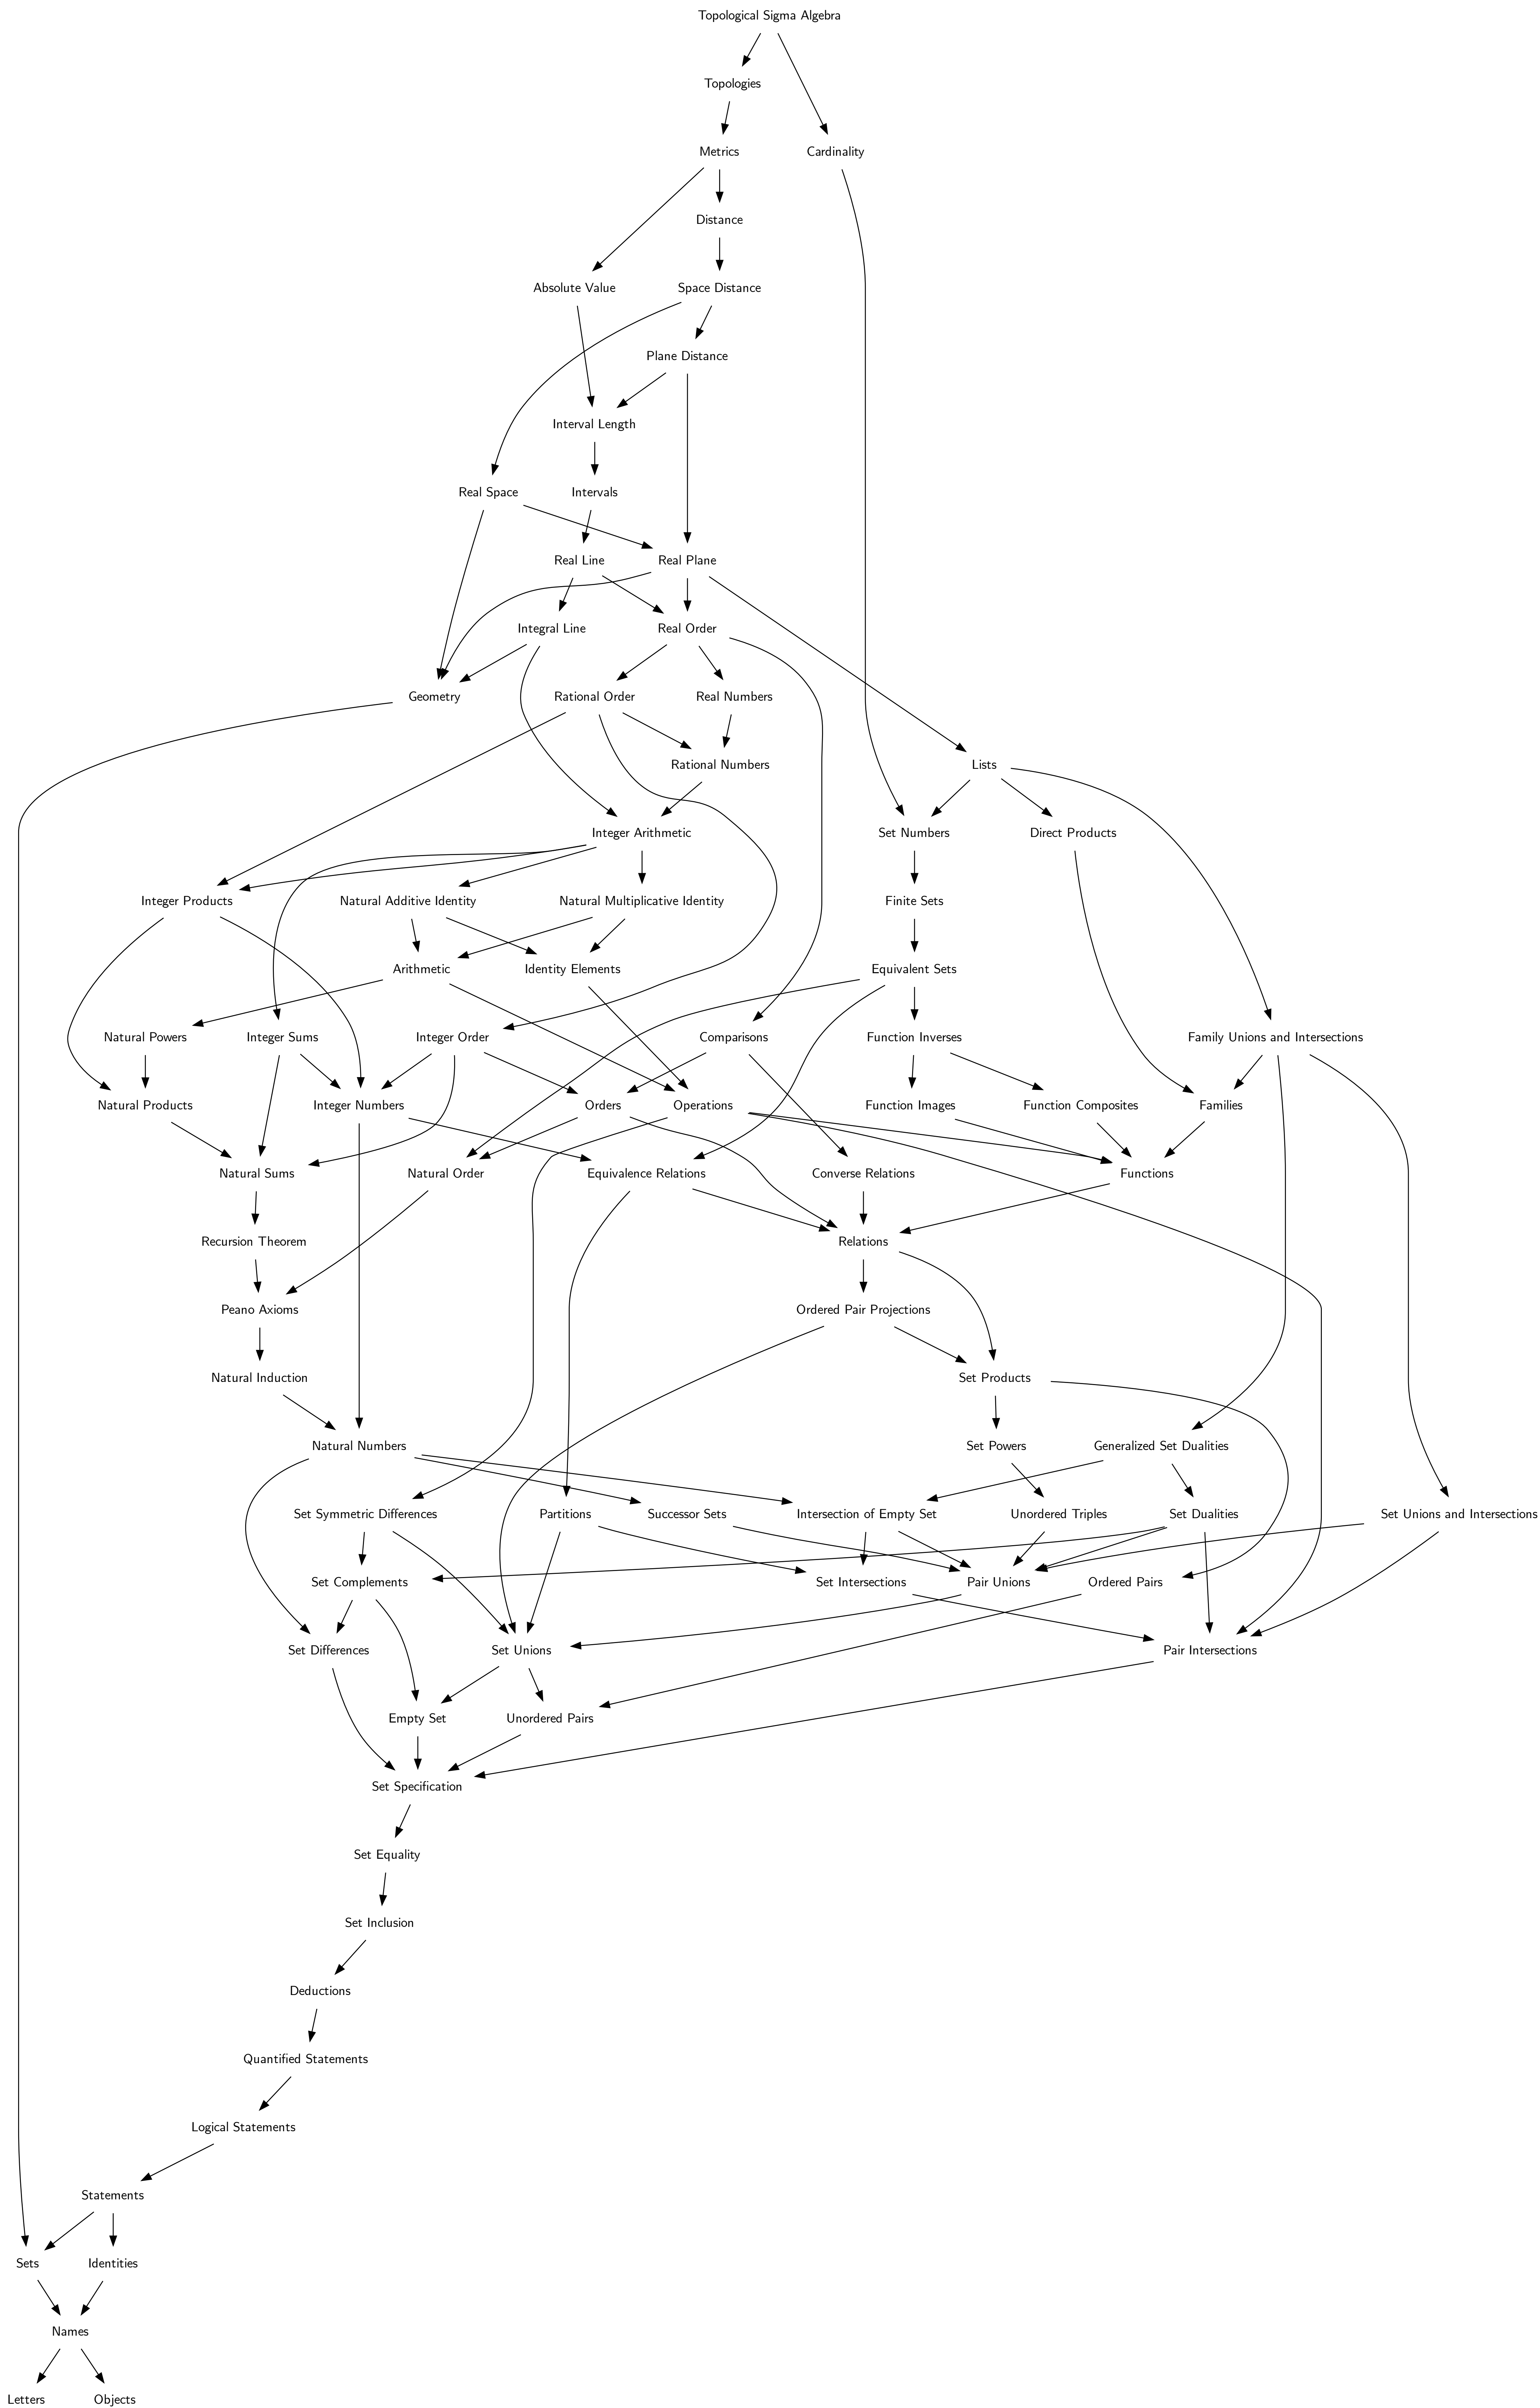 Topological Sigma Algebra
Topologies
Metrics
Cardinality
Distance
Absolute Value
Space Distance
Plane Distance
Interval Length
Real Space
Intervals
Real Line
Real Plane
Integral Line
Real Order
Geometry
Rational Order
Real Numbers
Rational Numbers
Lists
Integer Arithmetic
Set Numbers
Direct Products
Integer Products
Natural Additive Identity
Natural Multiplicative Identity
Finite Sets
Arithmetic
Identity Elements
Equivalent Sets
Natural Powers
Integer Sums
Integer Order
Comparisons
Function Inverses
Family Unions and Intersections
Natural Products
Integer Numbers
Orders
Operations
Function Images
Function Composites
Families
Natural Sums
Natural Order
Equivalence Relations
Converse Relations
Functions
Recursion Theorem
Relations
Peano Axioms
Ordered Pair Projections
Natural Induction
Set Products
Natural Numbers
Set Powers
Generalized Set Dualities
Set Symmetric Differences
Partitions
Successor Sets
Intersection of Empty Set
Unordered Triples
Set Dualities
Set Unions and Intersections
Set Complements
Set Intersections
Pair Unions
Ordered Pairs
Set Differences
Set Unions
Pair Intersections
Empty Set
Unordered Pairs
Set Specification
Set Equality
Set Inclusion
Deductions
Quantified Statements
Logical Statements
Statements
Sets
Identities
Names
Letters
Objects